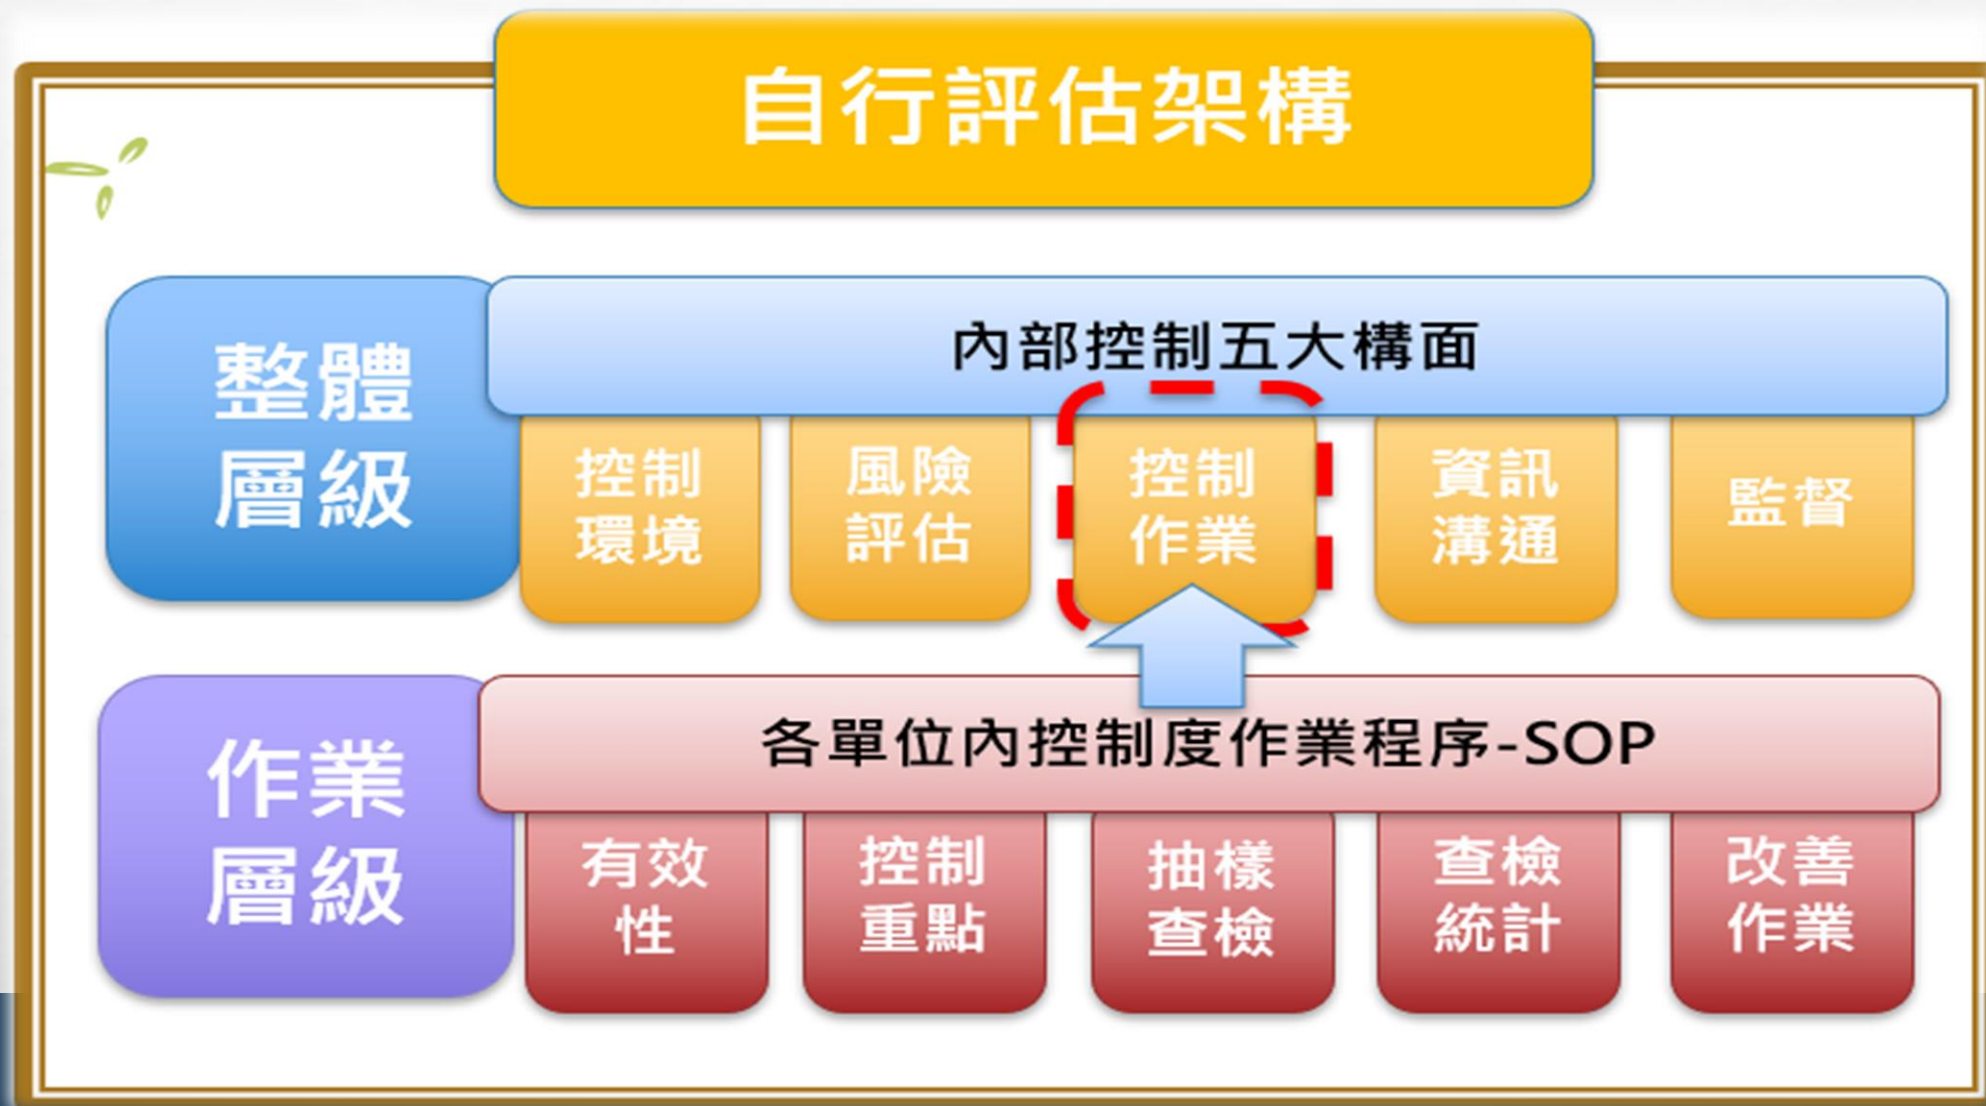 自行評估架構
整體
層級
內部控制五大構面
控制
環境
風險
評估
控制
作業
資訊
溝通
監督
作業
層級
各單位內控制度作業程序-SOP
有效
性
控制
重點
抽樣
查檢
查檢
統計
改善
作業